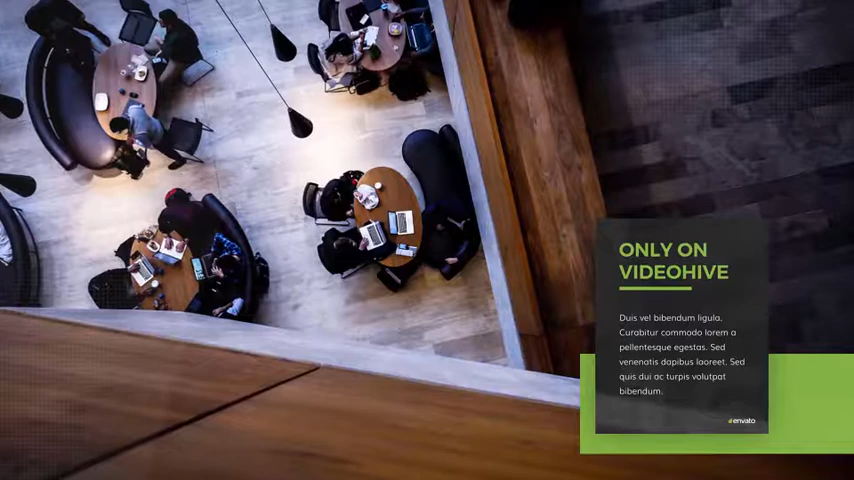 ONLY ON
VIDEOHIVE
Duis vel bibendum ligula.
Curabitur commodo lorem a
pellentesque egestas. Sed
venenatis dapibus laoreet. Sed
quis dui ac turpis volutpat
bibendum.
envato